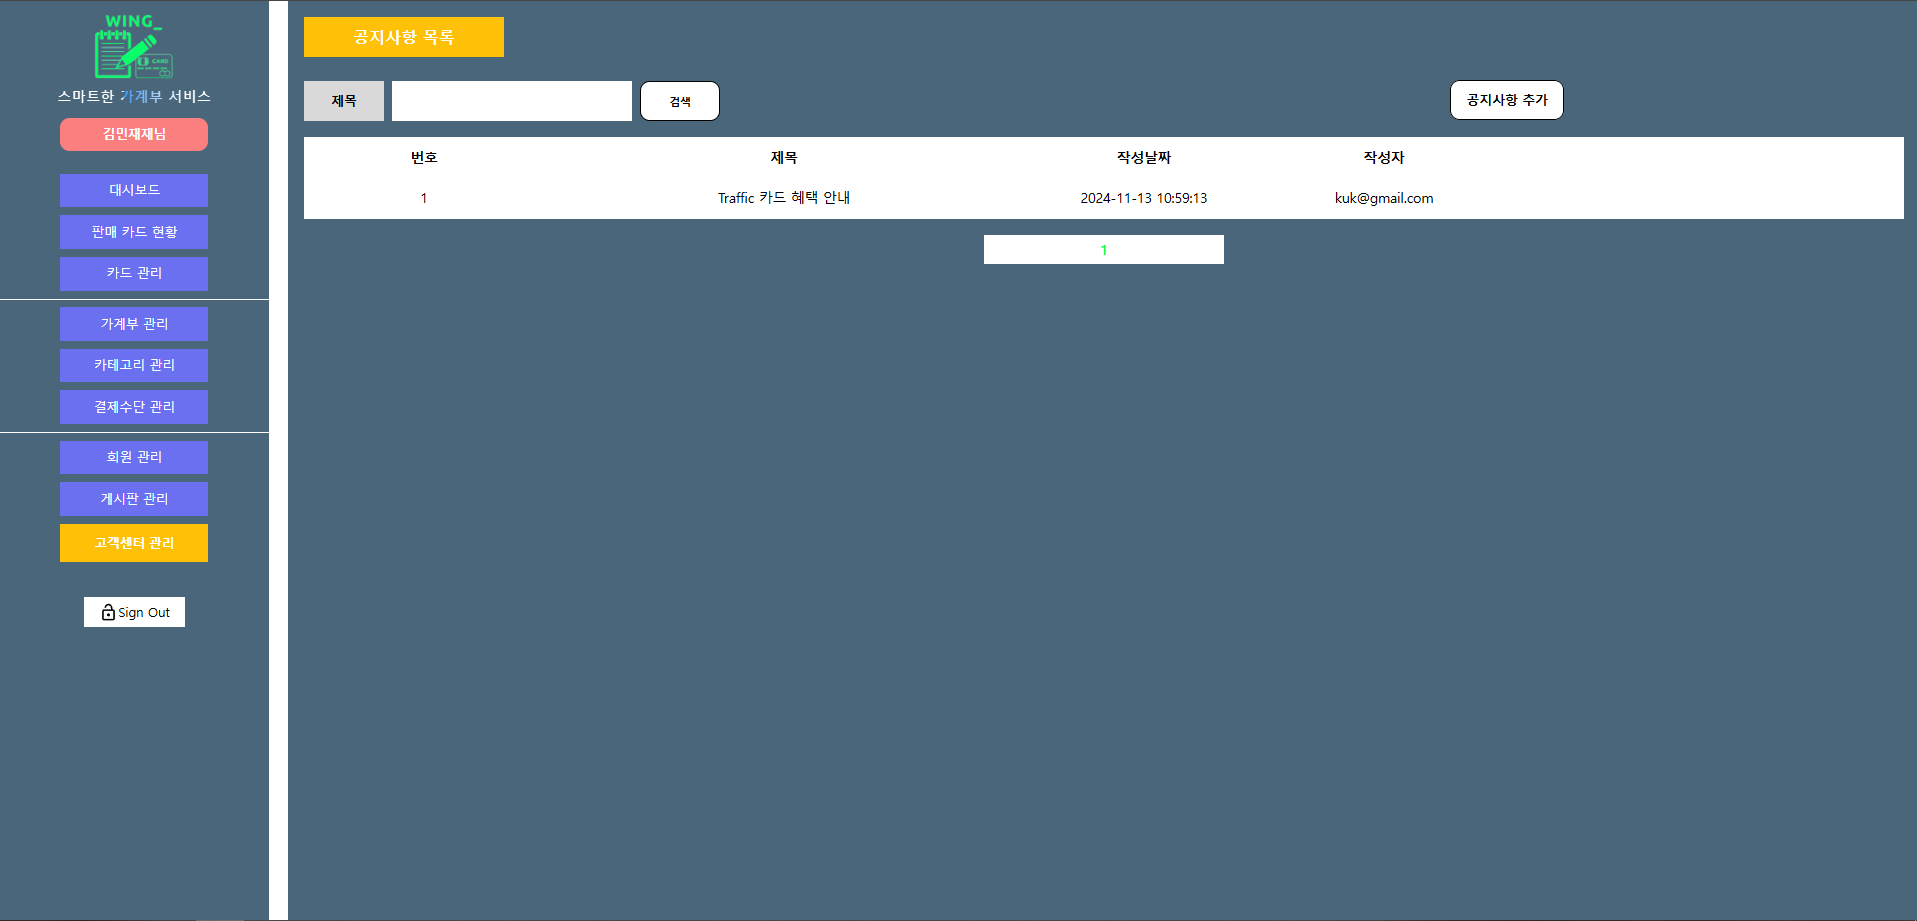 WING_
CARD
스마트한 가계부 서비스
김민재재님
대시보드
판매 카드 현황
카드 관리
가계부 관리
카테고리 관리
결제수단 관리
회원 관리
게시판 관리
고객센터 관리
Sign Out
공지사항 목록
제목 검색 공지사항 추가
번호 제목 작성날짜 작성자
1 Traffic 카드 혜택 안내 2024-11-13 10:59:13 kuk@gmail.com
1